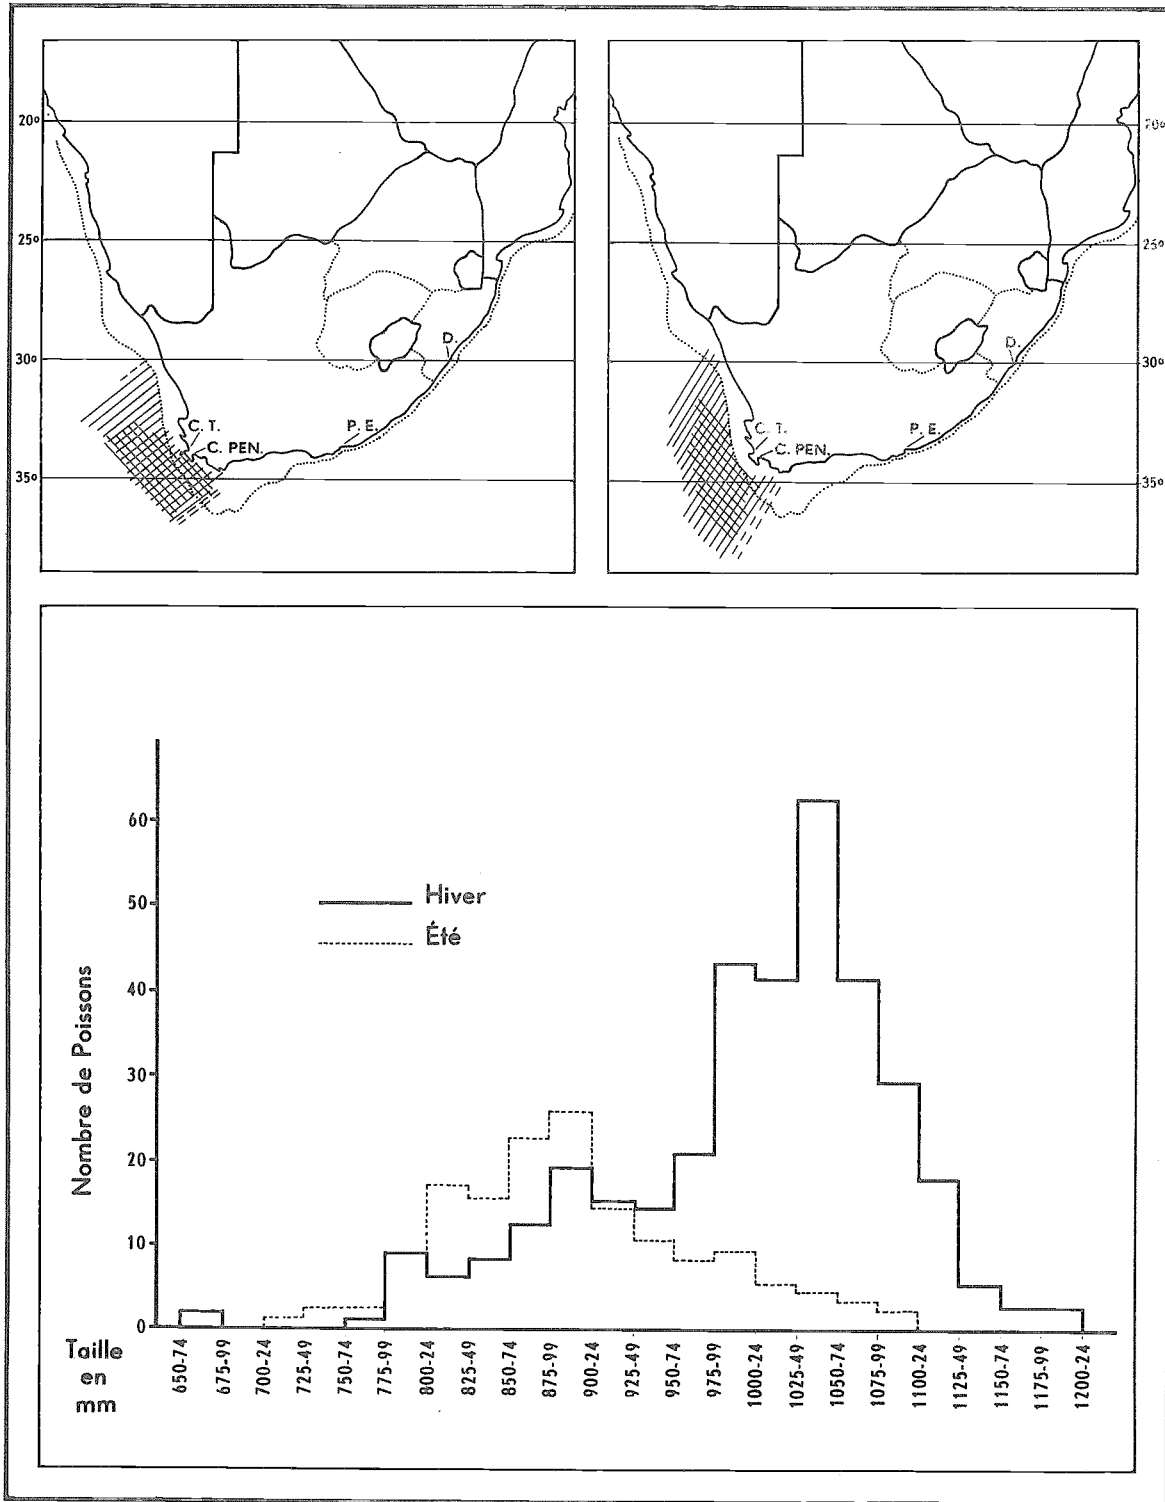 20°
25°
30°
35°
D.
C. T.
P. E.
C. PEN.
20°
25°
30°
35°
D.
C. T.
P. E.
C. PEN.
Hiver
Été
Nombre de Poissons
60
50
40
30
20
10
0
Taille
en
mm
650-74
675-99
700-24
725-49
750-74
775-99
800-24
825-49
850-74
875-99
900-24
925-49
950-74
975-99
1000-24
1025-49
1050-74
1075-99
1100-24
1125-49
1150-74
1175-99
1200-24